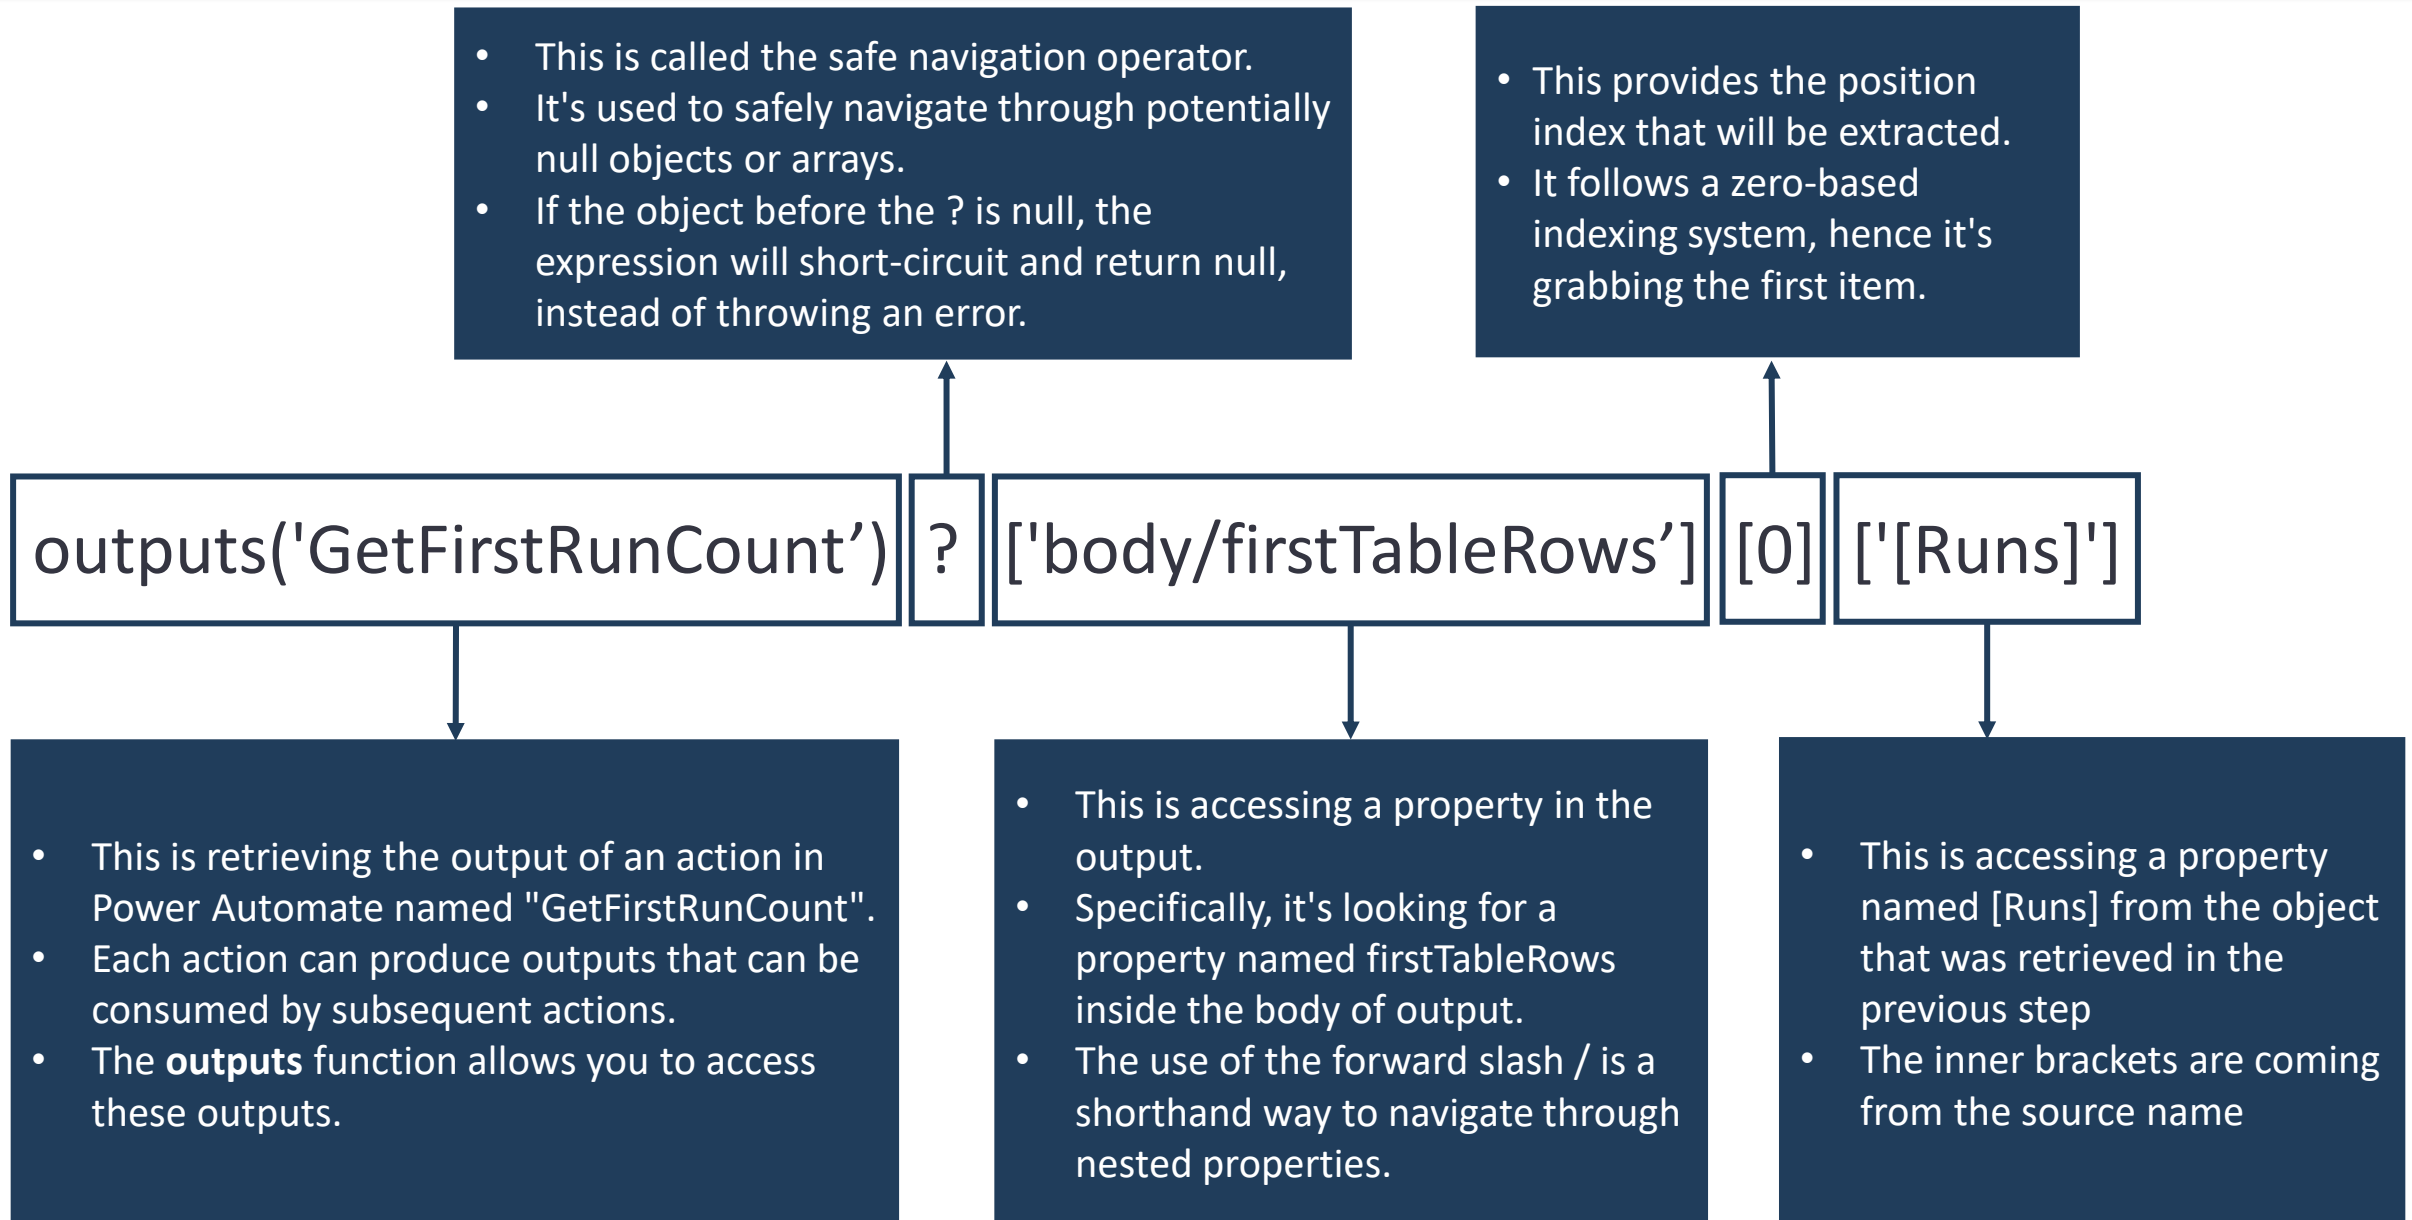 • This is called the safe navigation operator.
• It's used to safely navigate through potentially
null objects or arrays.
• If the object before the ? is null, the
expression will short-circuit and return null,
instead of throwing an error.
• This provides the position
index that will be extracted.
• It follows a zero-based
indexing system, hence it's
grabbing the first item.
outputs('GetFirstRunCount’) ? ['body/firstTableRows’] [0] ['[Runs]']
• This is retrieving the output of an action in
Power Automate named "GetFirstRunCount".
• Each action can produce outputs that can be
consumed by subsequent actions.
• The outputs function allows you to access
these outputs.
• This is accessing a property in the
output.
• Specifically, it's looking for a
property named firstTableRows
inside the body of output.
• The use of the forward slash / is a
shorthand way to navigate through
nested properties.
• This is accessing a property
named [Runs] from the object
that was retrieved in the
previous step
• The inner brackets are coming
from the source name